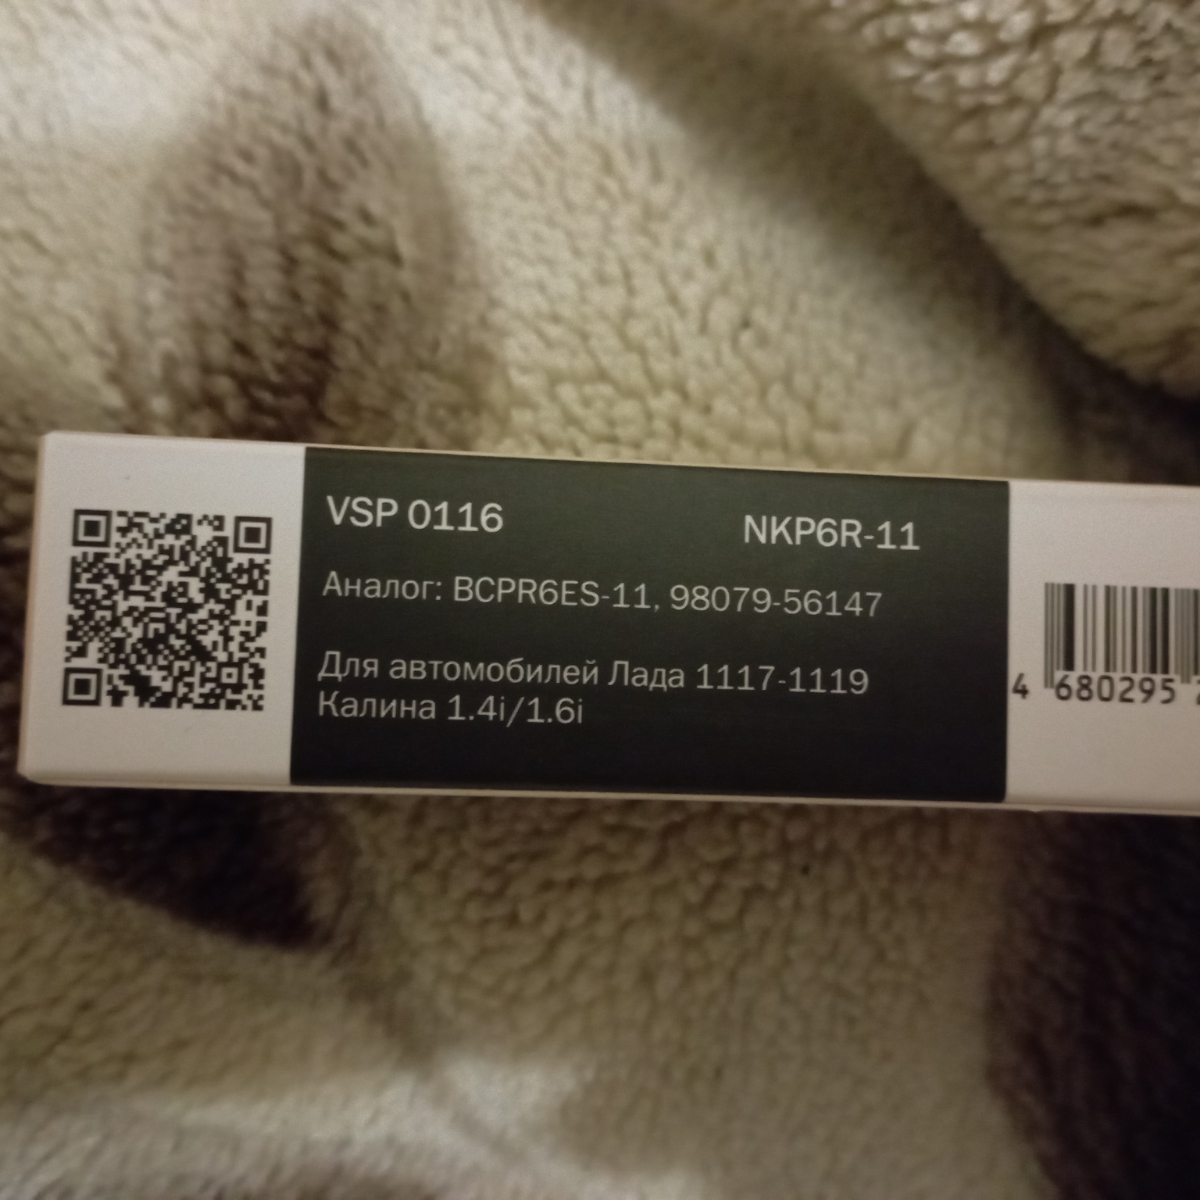 VSP 0116 NKP6R-11
Аналог: BCPR6ES-11, 98079-56147
Для автомобилей Лада 1117-1119
Калина 1.4i/1.6i
4 680295